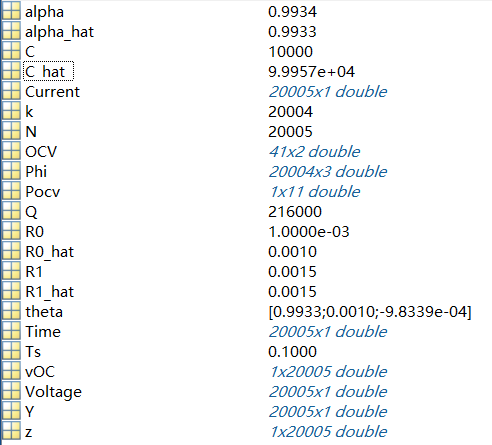 alpha 0.9934
alpha_hat 0.9933
C 10000
C_hat 9.9957e+04
Current 20005x1 double
k 20004
N 20005
OCV 41x2 double
Phi 20004x3 double
Pocv 1x11 double
Q 216000
R0 1.0000e-03
R0_hat 0.0010
R1 0.0015
R1_hat 0.0015
theta [0.9933;0.0010;-9.8339e-04]
Time 20005x1 double
Ts 0.1000
vOC 1x20005 double
Voltage 20005x1 double
Y 20005x1 double
z 1x20005 double